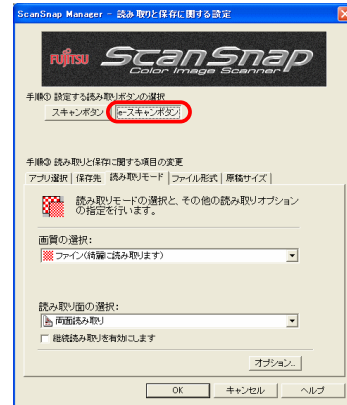 ScanSnap Manager - 読み取りと保存に関する設定
FUJITSU ScanSnap
Color Image Scanner
手順① 設定する読み取りボタンの選択
スキャンボタン e-スキャンボタン
手順② 読み取りと保存に関する項目の変更
アプリ選択 保存先 読み取りモード ファイル形式 原稿サイズ
読み取りモードの選択と、その他の読み取りオプション
の指定を行います。
画質の選択:
ファイン(綺麗に読み取ります)
読み取り面の選択:
両面読み取り
継続読み取りを有効にします
オプション...
OK キャンセル ヘルプ